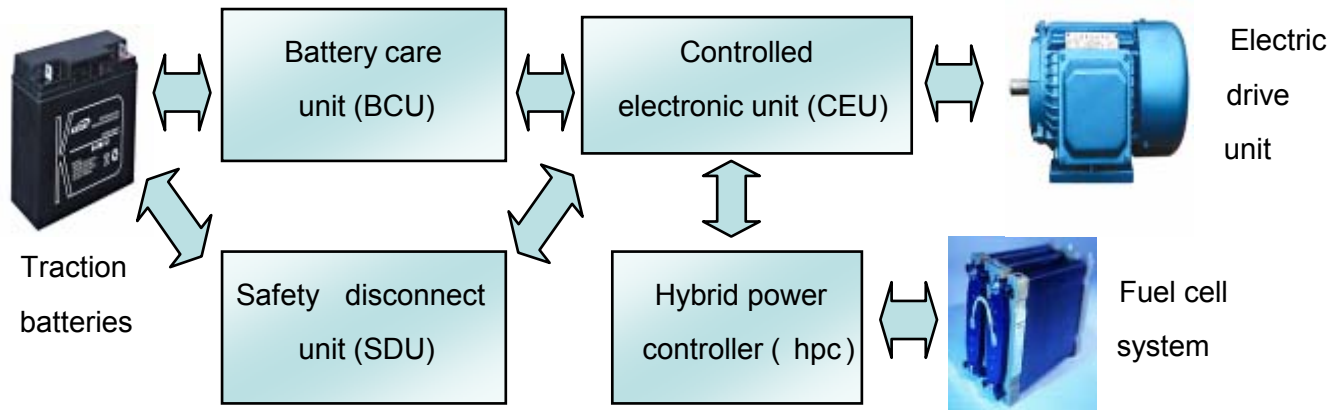 Battery care
unit (BCU)
Controlled
electronic unit (CEU)
Electric
drive
unit
Traction
batteries
Safety disconnect
unit (SDU)
Hybrid power
controller ( hpc)
Fuel cell
system